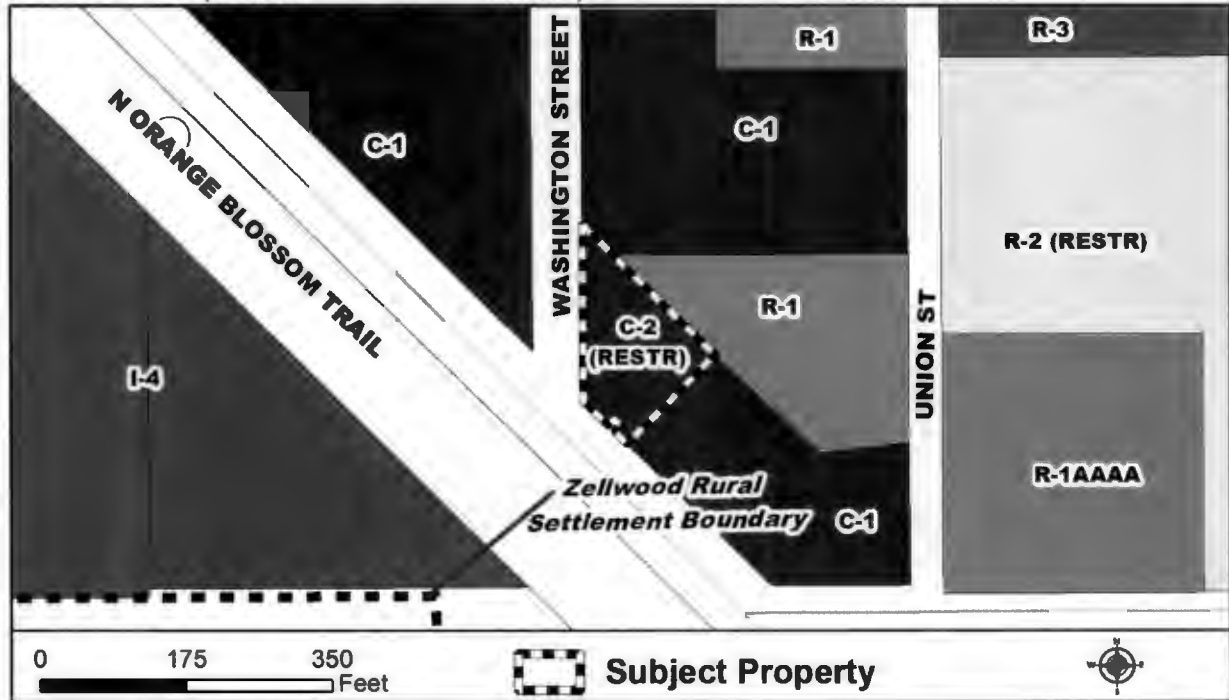 R-1
R-3
C-1
C-1
N ORANGE BLOSSOM TRAIL
WASHINGTON STREET
R-2 (RESTR)
R-1
C-2
(RESTR)
UNION ST
I-4
R-1AAAA
Zellwood Rural
Settlement Boundary
C-1
0 175 350
Feet
Subject Property
N
W E
S